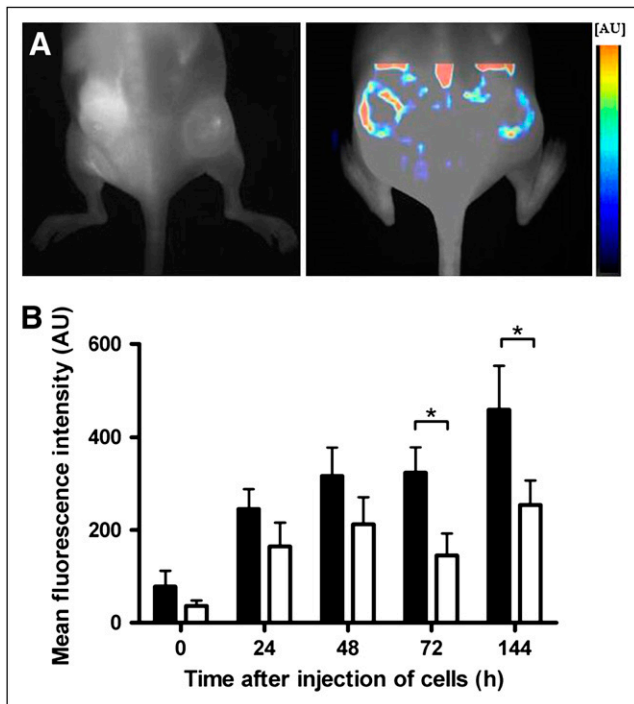 A
[AU]
B
Mean fluorescence intensity (AU)
600
400
200
0
*
*
0 24 48 72 144
Time after injection of cells (h)